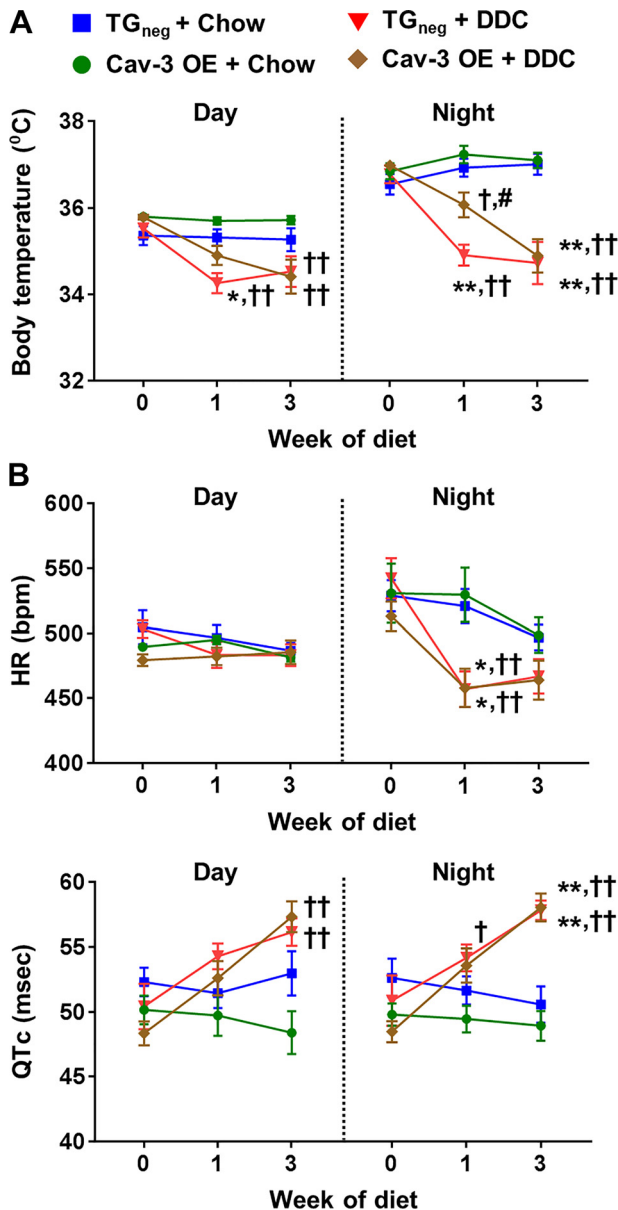 A
TGneg + Chow
TGneg + DDC
Cav-3 OE + Chow
Cav-3 OE + DDC
Day
Night
Body temperature (⁰C)
38
36
34
32
*,††
††
††
†,#
**,††
**,††
**,††
0 1 3 0 1 3
Week of diet Week of diet
B
Day
Night
HR (bpm)
600
550
500
450
400
*,††
*,††
0 1 3 0 1 3
Week of diet Week of diet
Day
Night
QTc (msec)
60
55
50
45
40
††
††
†
**,††
**,††
0 1 3 0 1 3
Week of diet Week of diet